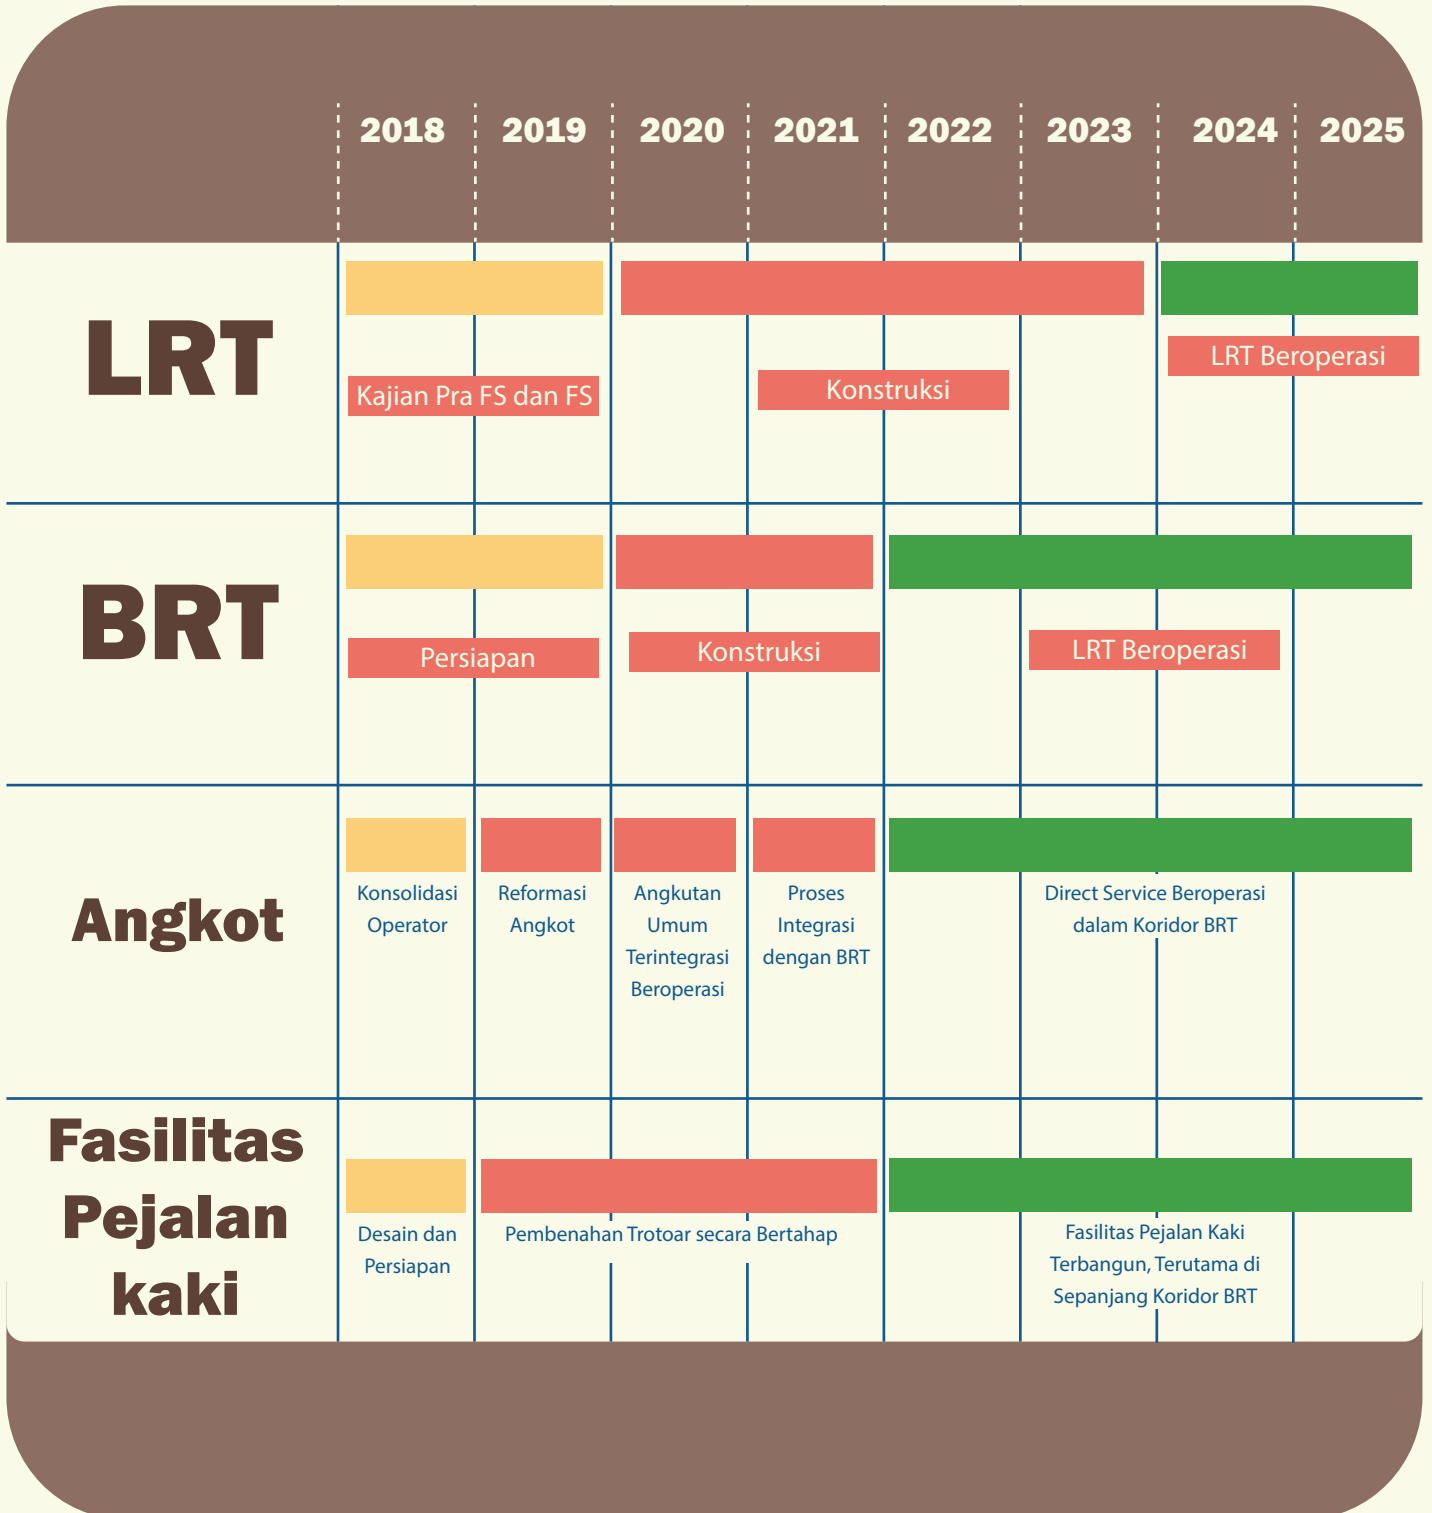 2018 2019 2020 2021 2022 2023 2024 2025
LRT
Kajian Pra FS dan FS
Konstruksi
LRT Beroperasi
BRT
Persiapan
Konstruksi
LRT Beroperasi
Angkot
Konsolidasi
Operator
Reformasi
Angkot
Angkutan
Umum
Terintegrasi
Beroperasi
Proses
Integrasi
dengan BRT
Direct Service Beroperasi
dalam Koridor BRT
Fasilitas
Pejalan
kaki
Desain dan
Persiapan
Pembenahan Trotoar secara Bertahap
Fasilitas Pejalan Kaki
Terbangun, Terutama di
Sepanjang Koridor BRT